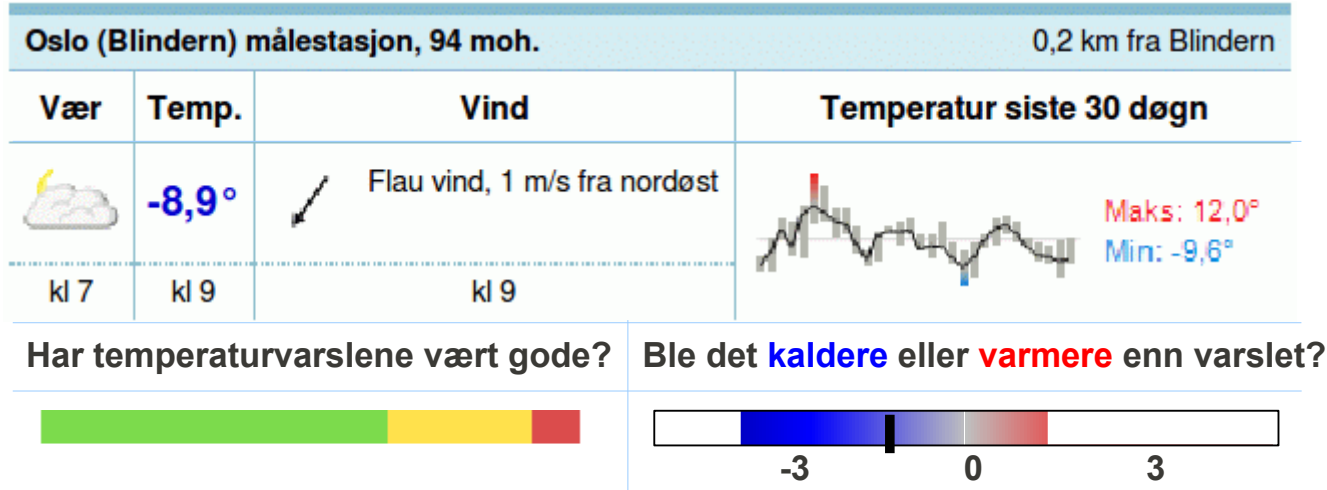 Oslo (Blindern) målestasjon, 94 moh.
0,2 km fra Blindern
Vær
Temp.
Vind
Temperatur siste 30 døgn
-8,9°
Flau vind, 1 m/s fra nordøst
Maks: 12,0°
Min: -9,6°
kl 7
kl 9
kl 9
Har temperaturvarslene vært gode?
Ble det kaldere eller varmere enn varslet?
-3
0
3